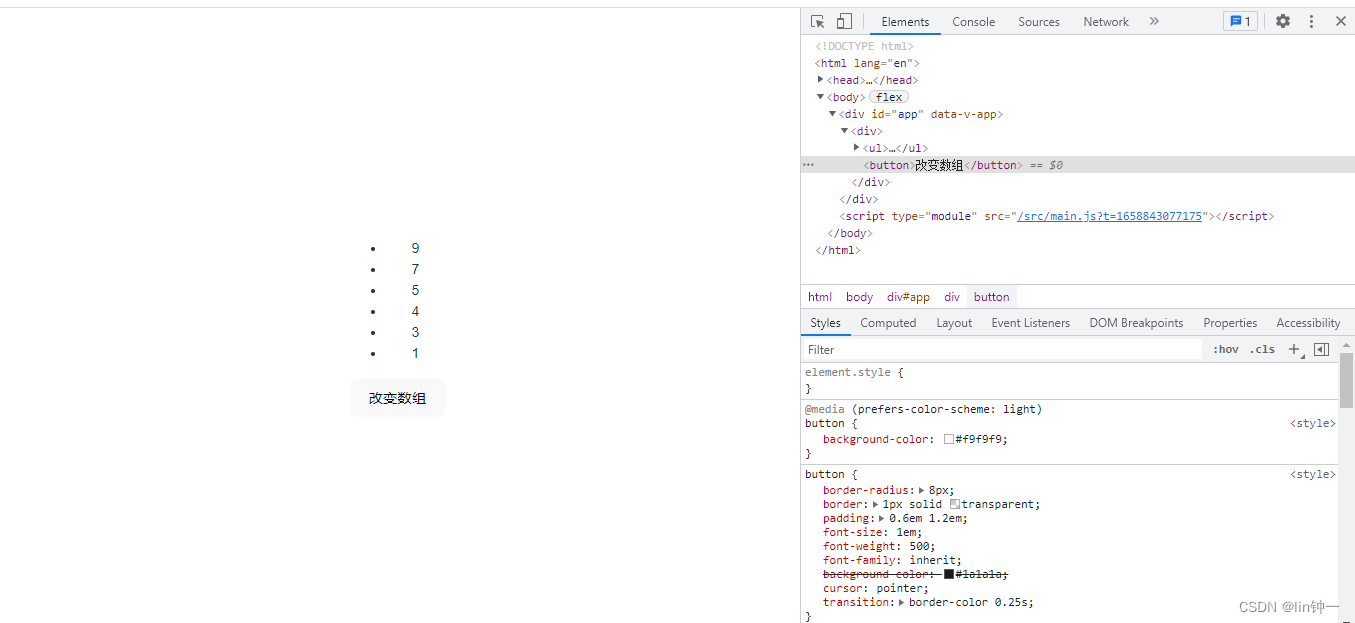 9
7
5
4
3
1
改变数组
Elements Console Sources Network » 1
<!DOCTYPE html>
<html lang="en">
<head>…</head>
<body> flex
<div id="app" data-v-app>
<div>
<ul>…</ul>
<button>改变数组</button> == $0
</div>
</div>
<script type="module" src="/src/main.js?t=1658843077175"></script>
</body>
</html>
html body div#app div button
Styles Computed Layout Event Listeners DOM Breakpoints Properties Accessibility
Filter :hov .cls +
element.style {
}
@media (prefers-color-scheme: light)
button { <style>
background-color: #f9f9f9;
}
button { <style>
border-radius: 8px;
border: 1px solid transparent;
padding: 0.6em 1.2em;
font-size: 1em;
font-weight: 500;
font-family: inherit;
background-color: #1a1a1a;
cursor: pointer;
transition: border-color 0.25s;
}
CSDN @lin钟一